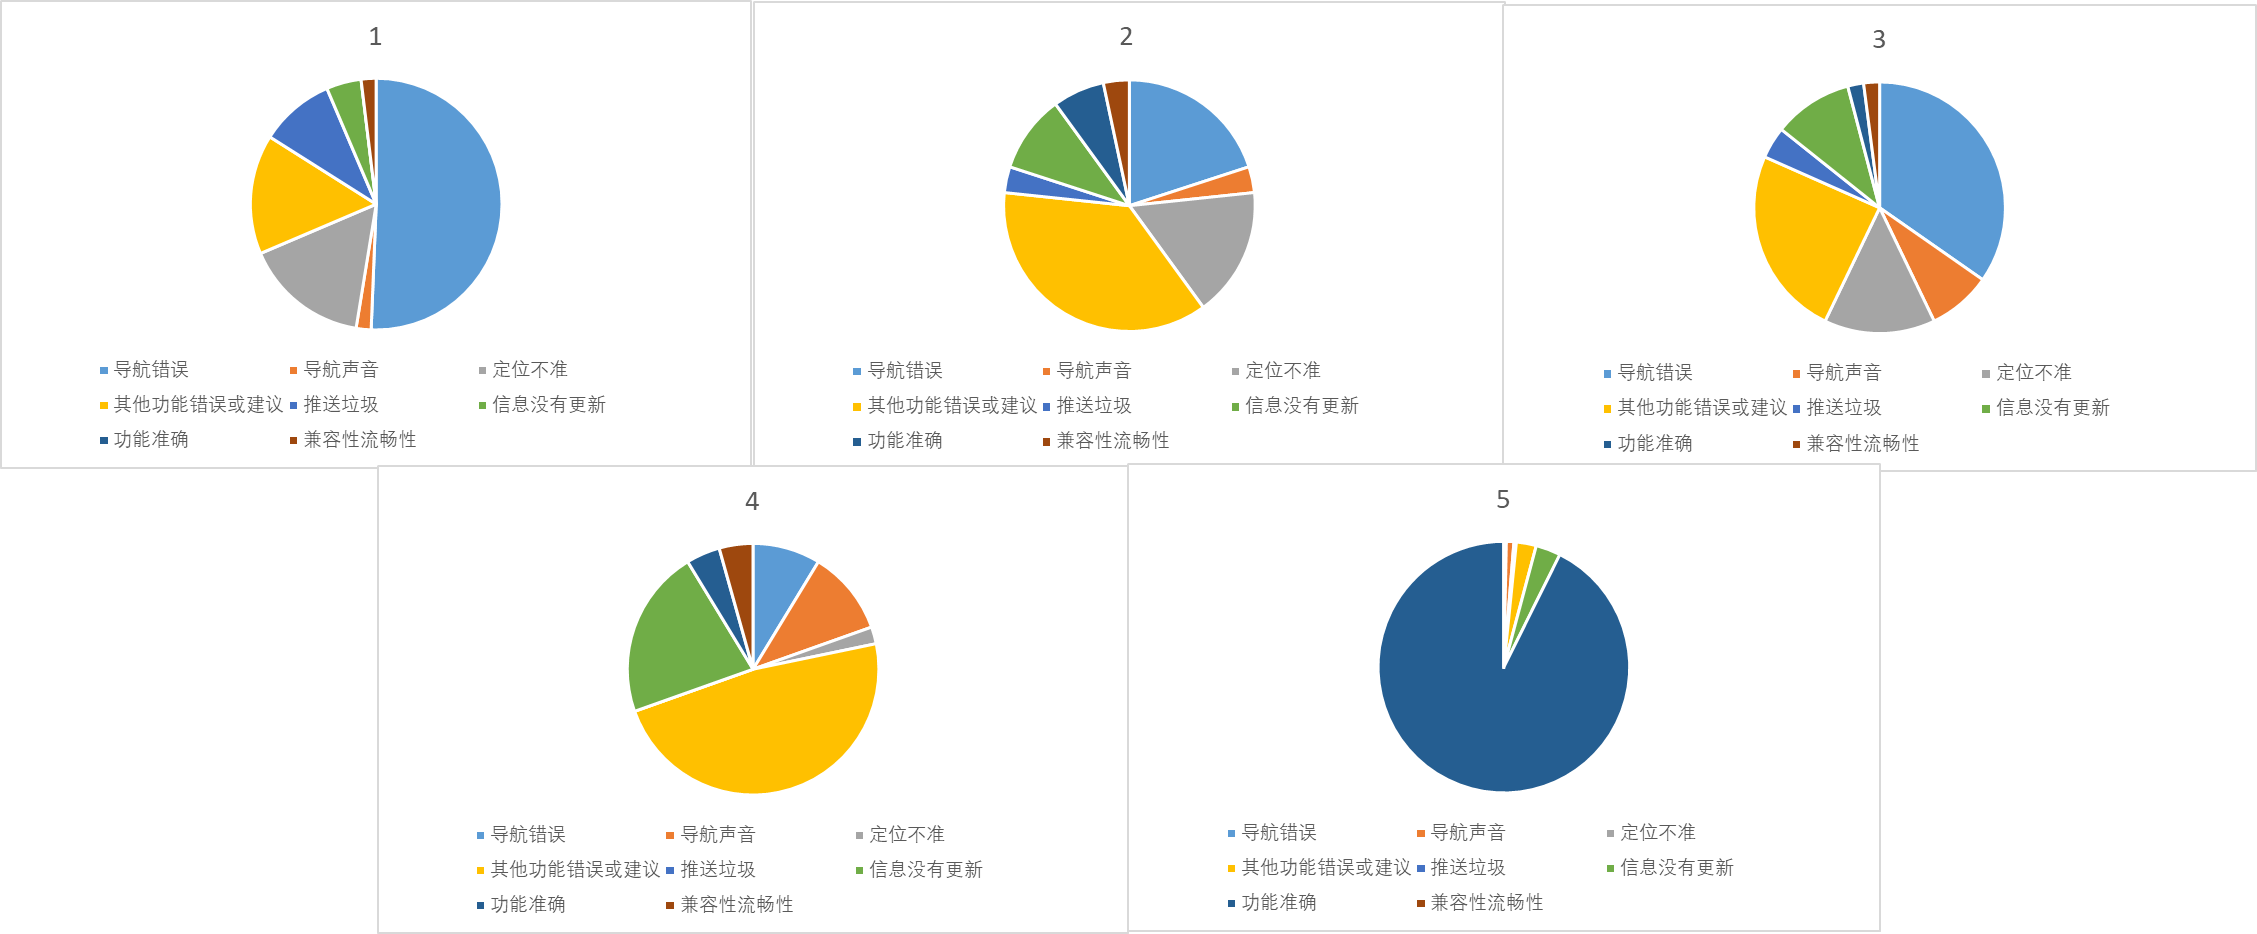 1
导航错误 导航声音 定位不准
其他功能错误或建议 推送垃圾 信息没有更新
功能准确 兼容性流畅性
2
导航错误 导航声音 定位不准
其他功能错误或建议 推送垃圾 信息没有更新
功能准确 兼容性流畅性
3
导航错误 导航声音 定位不准
其他功能错误或建议 推送垃圾 信息没有更新
功能准确 兼容性流畅性
4
导航错误 导航声音 定位不准
其他功能错误或建议 推送垃圾 信息没有更新
功能准确 兼容性流畅性
5
导航错误 导航声音 定位不准
其他功能错误或建议 推送垃圾 信息没有更新
功能准确 兼容性流畅性